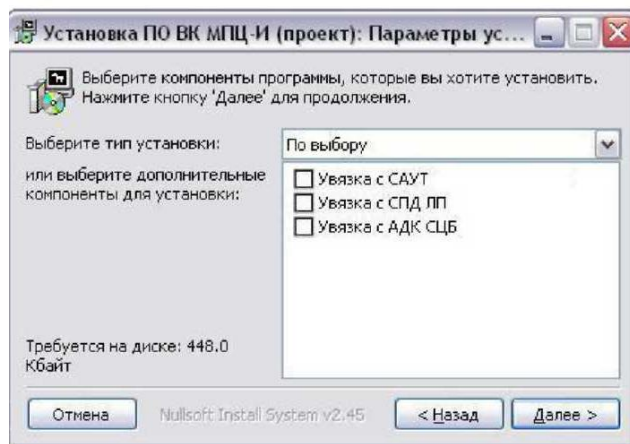 Установка ПО ВК МПЦ-И (проект): Параметры ус...
Выберите компоненты программы, которые вы хотите установить.
Нажмите кнопку 'Далее' для продолжения.
Выберите тип установки:
По выбору
или выберите дополнительные
компоненты для установки:
Увязка с САУТ
Увязка с СПД ЛП
Увязка с АДК СЦБ
Требуется на диске: 448.0
Кбайт
Отмена
Nullsoft Install System v2.45
< Назад
Далее >